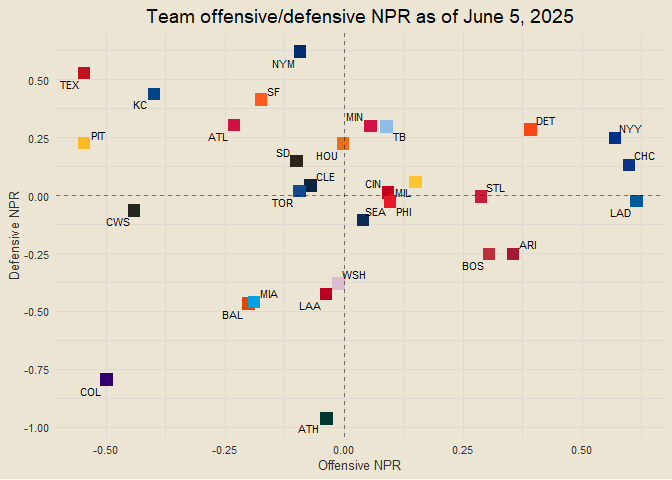 Team offensive/defensive NPR as of June 5, 2025
NYM
TEX
KC
SF
MIN
DET
ATL
TB
NYY
PIT
HOU
SD
CHC
CLE
CIN
MIL
STL
TOR
SEA
PHI
LAD
CWS
ARI
BOS
WSH
MIA
LAA
BAL
COL
ATH
0.50
0.25
0.00
-0.25
-0.50
-0.75
-1.00
Defensive NPR
-0.50
-0.25
0.00
0.25
0.50
Offensive NPR